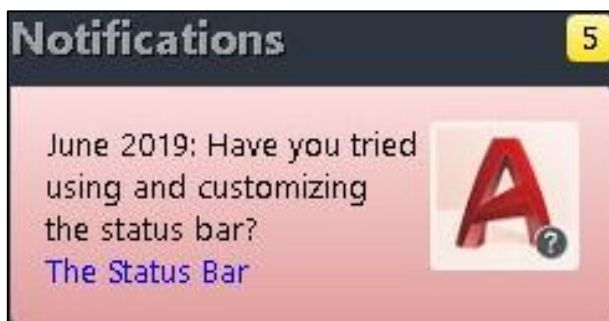 Notifications 5
June 2019: Have you tried
using and customizing
the status bar?
The Status Bar
A ?